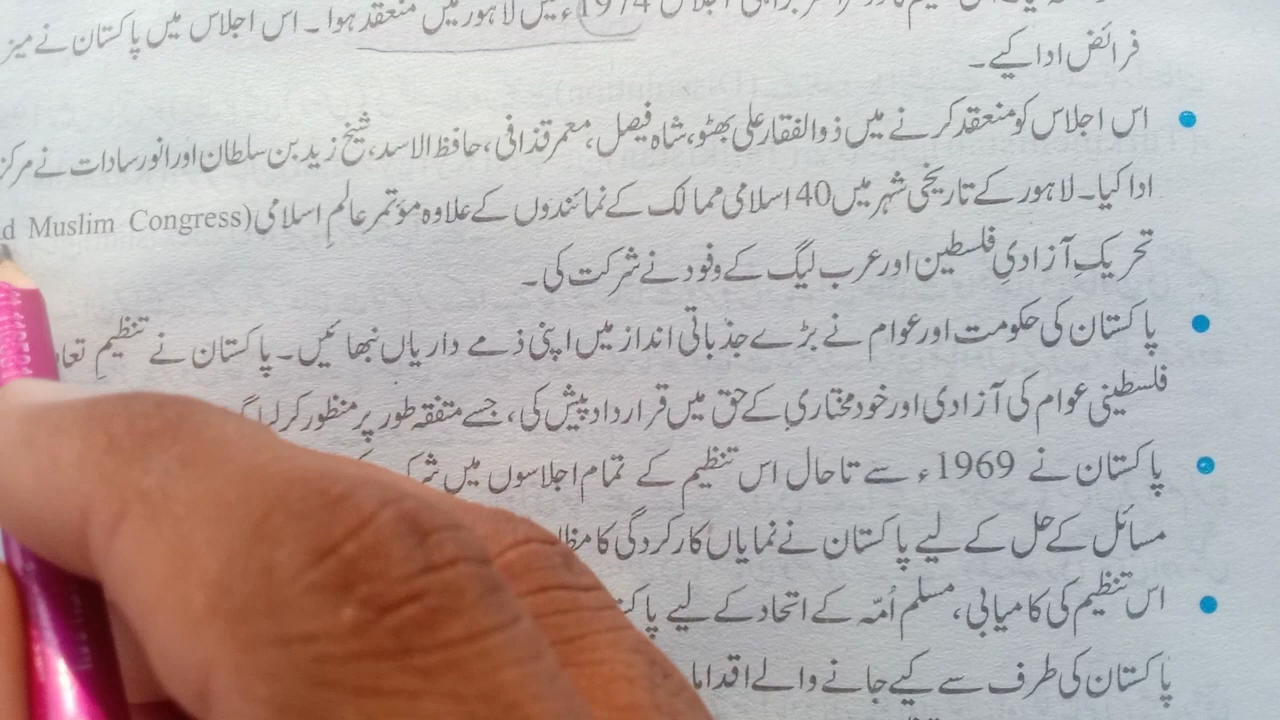 1974ء میں لاہور میں منعقد ہوا۔ اس اجلاس میں پاکستان نے
فرائض ادا کیے۔
اس اجلاس کو منعقد کرنے میں ذوالفقار علی بھٹو، شاہ فیصل، معمر قذافی، حافظ الاسد، شیخ زید بن سلطان اور انور سادات نے
ادا کیا۔ لاہور کے تاریخی شہر میں 40 اسلامی ممالک کے نمائندوں کے علاوہ مؤتمر عالمِ اسلامی (Muslim Congress)
تحریکِ آزادیِ فلسطین اور عرب لیگ کے وفود نے شرکت کی۔
پاکستان کی حکومت اور عوام نے بڑے جذباتی انداز میں اپنی ذمے داریاں نبھائیں۔ پاکستان نے تنظیمِ
فلسطینی عوام کی آزادی اور خودمختاری کے حق میں قرارداد پیش کی، جسے متفقہ طور پر منظور کر لیا
پاکستان نے 1969ء سے تاحال اس تنظیم کے تمام اجلاسوں میں
مسائل کے حل کے لیے پاکستان نے نمایاں کارکردگی کا
اس تنظیم کی کامیابی، مسلم اُمّہ کے اتحاد کے لیے
پاکستان کی طرف سے کیے جانے والے